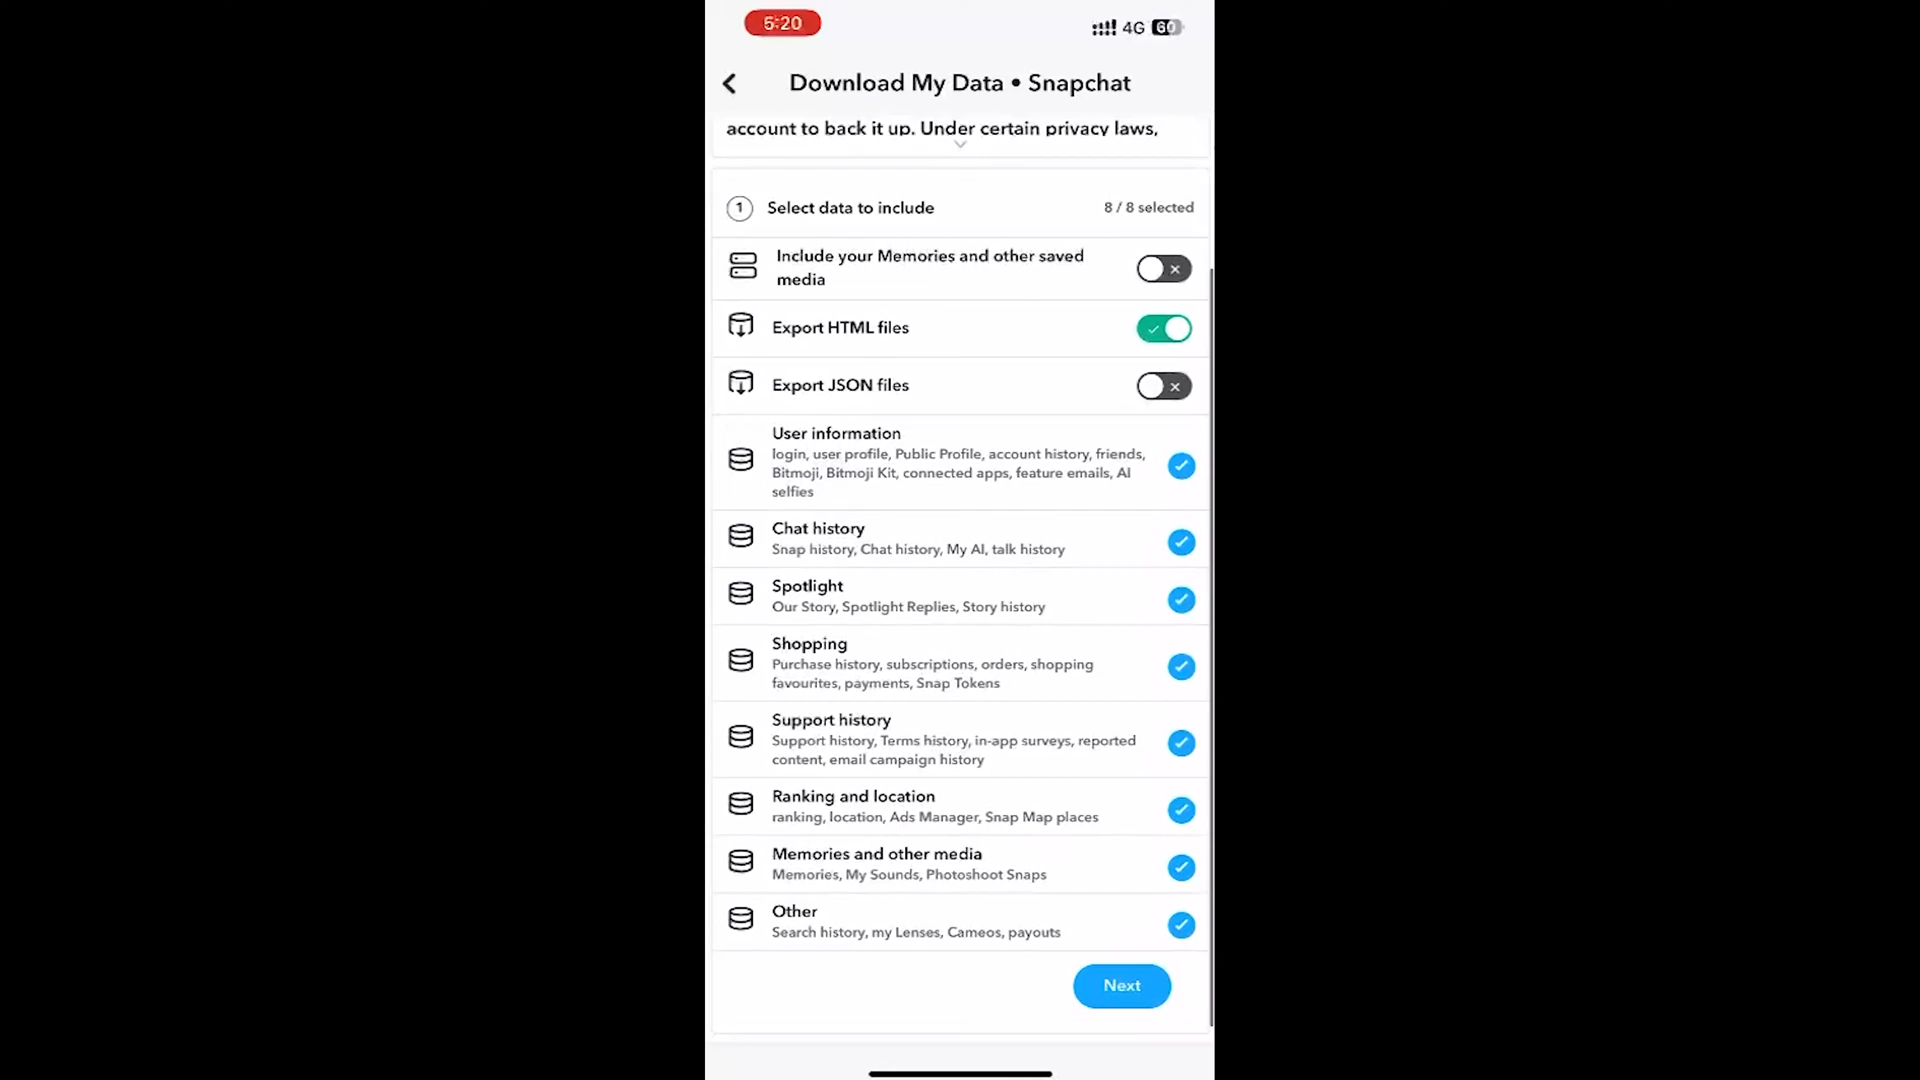 5:20
4G
60
Download My Data • Snapchat
account to back it up. Under certain privacy laws,
1
Select data to include
8 / 8 selected
Include your Memories and other saved
media
Export HTML files
Export JSON files
User information
login, user profile, Public Profile, account history, friends,
Bitmoji, Bitmoji Kit, connected apps, feature emails, AI
selfies
Chat history
Snap history, Chat history, My AI, talk history
Spotlight
Our Story, Spotlight Replies, Story history
Shopping
Purchase history, subscriptions, orders, shopping
favourites, payments, Snap Tokens
Support history
Support history, Terms history, in-app surveys, reported
content, email campaign history
Ranking and location
ranking, location, Ads Manager, Snap Map places
Memories and other media
Memories, My Sounds, Photoshoot Snaps
Other
Search history, my Lenses, Cameos, payouts
Next